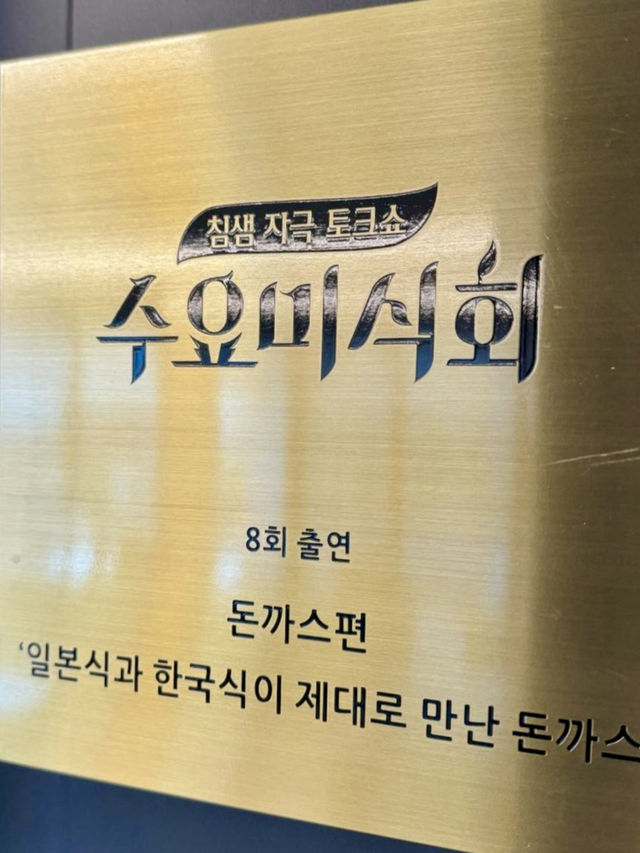 침샘 자극 토크쇼
수요미식회
8회 출연
돈까스편
‘일본식과 한국식이 제대로 만난 돈까스